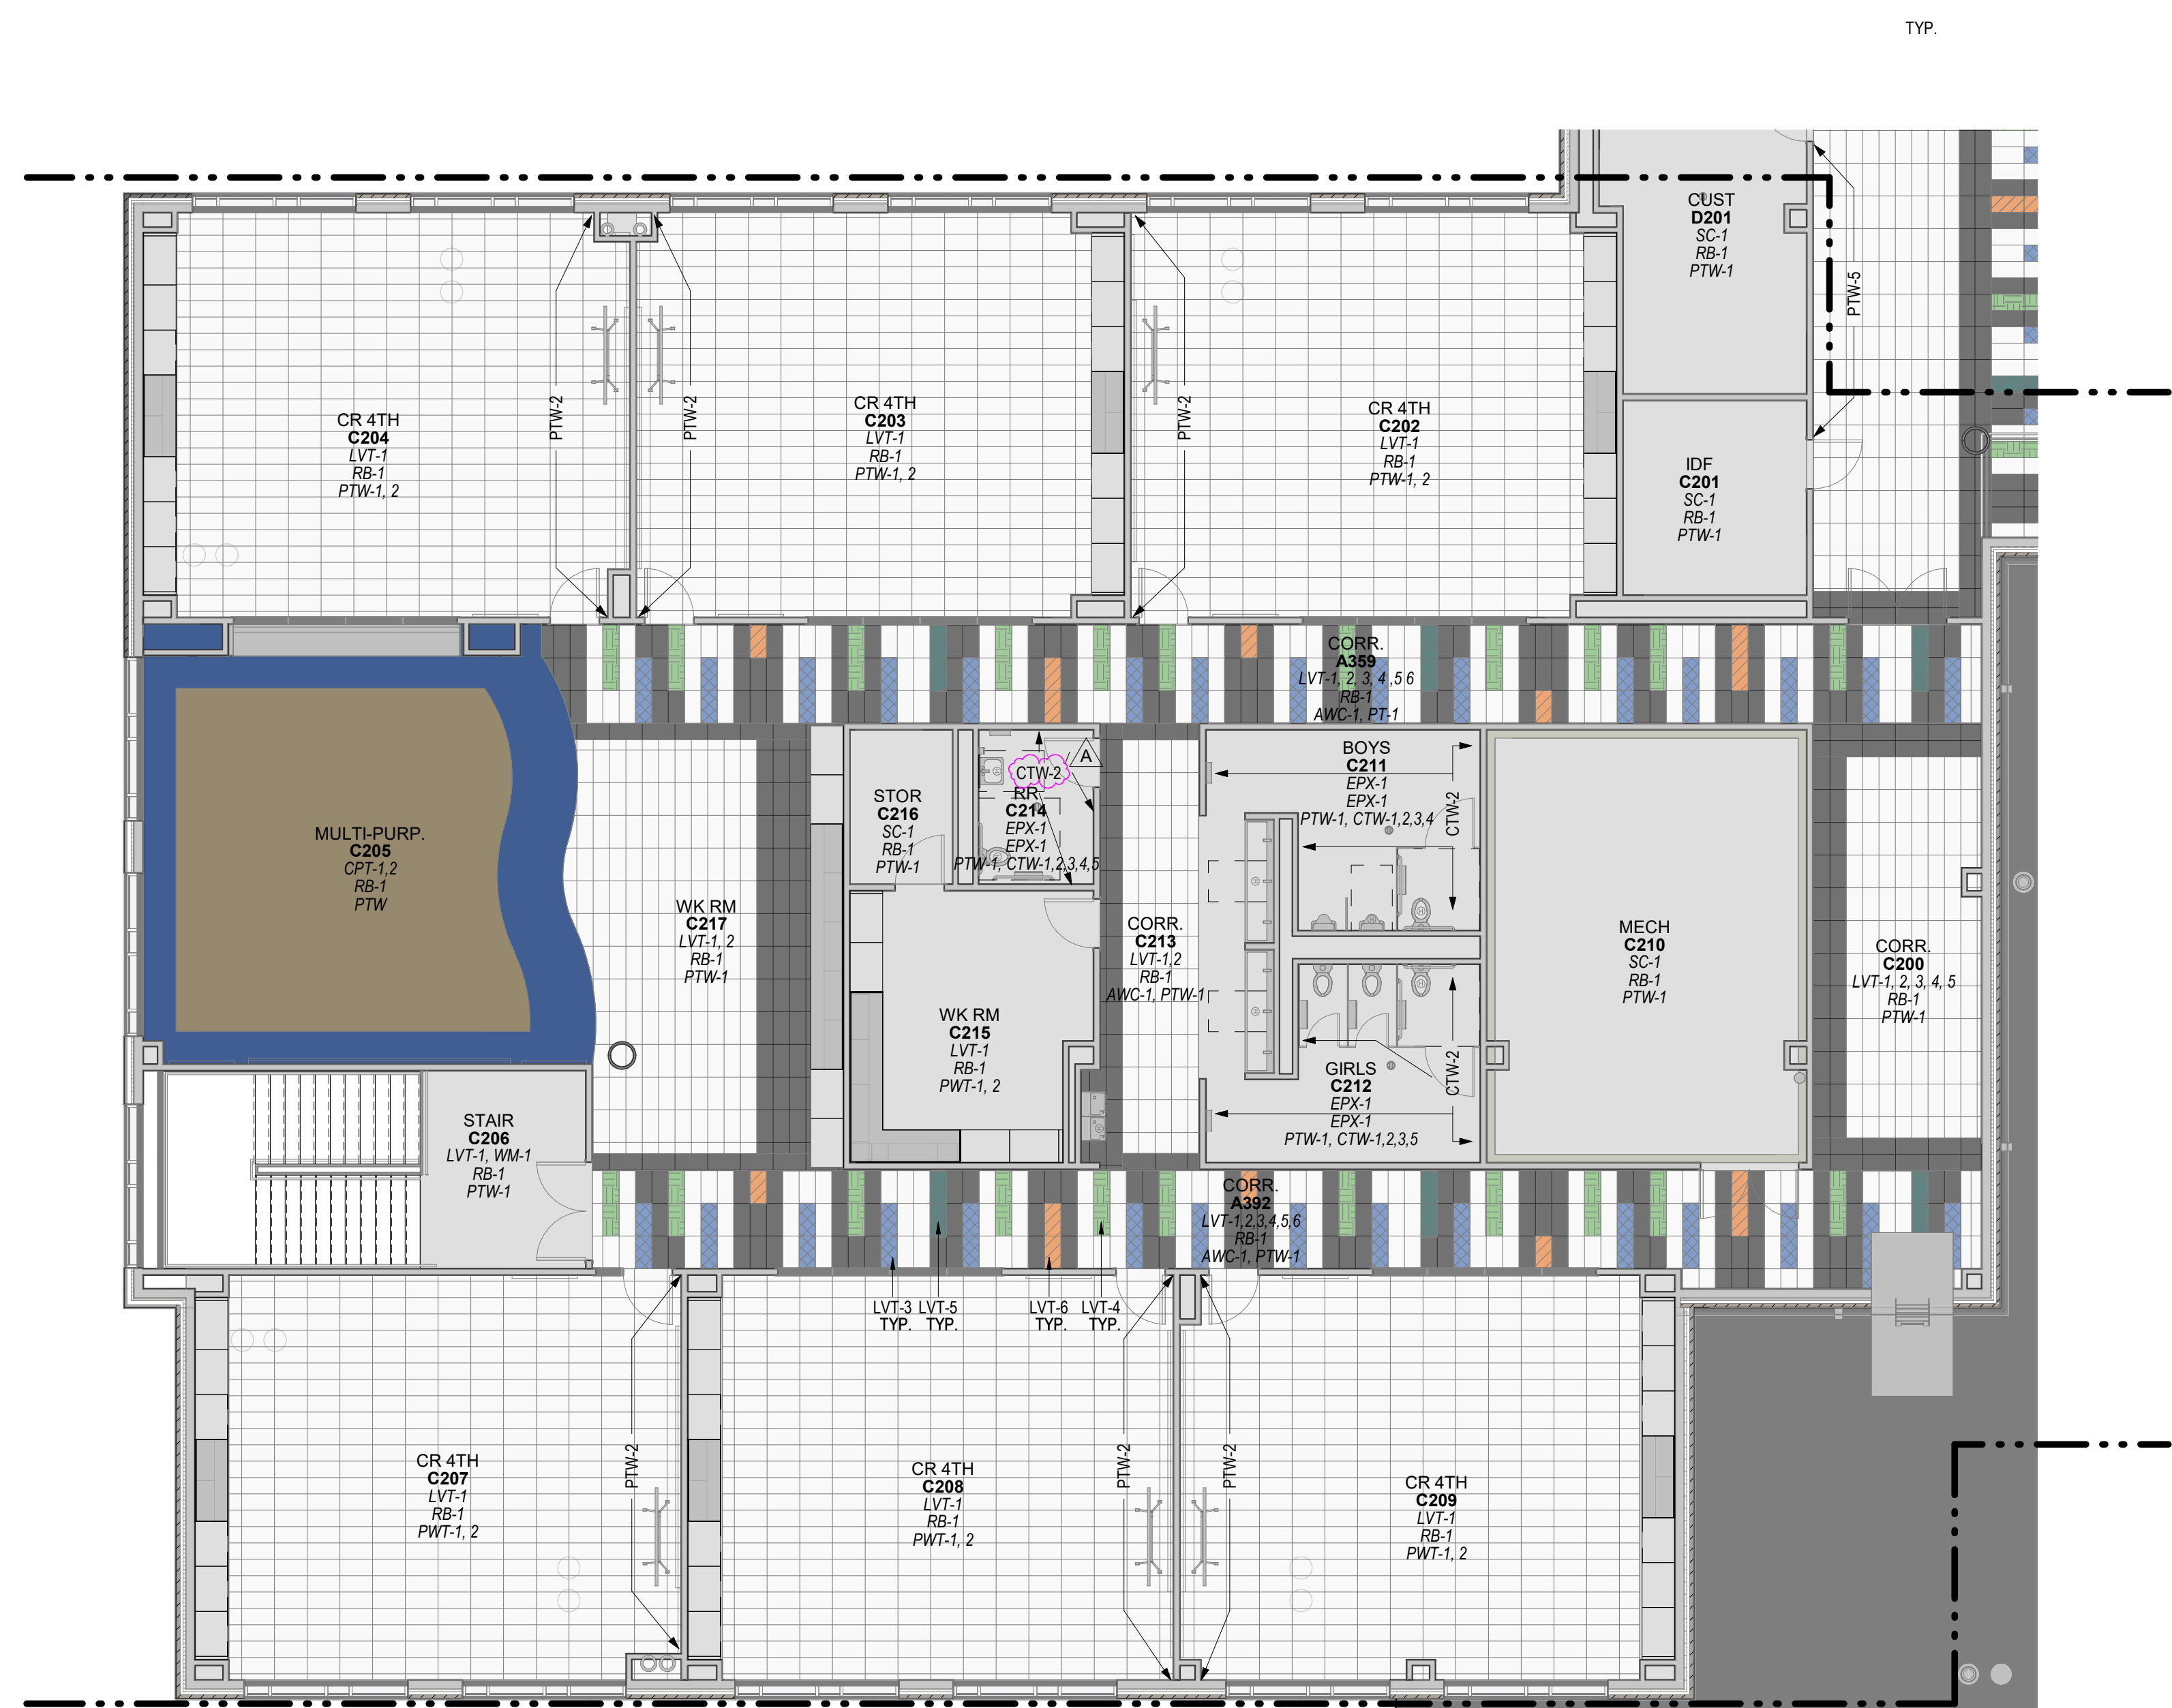 TYP.
CUST
D201
SC-1
RB-1
PTW-1
PTW-5
CR 4TH
C204
LVT-1
RB-1
PTW-1, 2
PTW-2
PTW-2
CR 4TH
C203
LVT-1
RB-1
PTW-1, 2
PTW-2
CR 4TH
C202
LVT-1
RB-1
PTW-1, 2
IDF
C201
SC-1
RB-1
PTW-1
CORR.
A359
LVT-1, 2, 3, 4 ,5 6
RB-1
AWC-1, PT-1
MULTI-PURP.
C205
CPT-1,2
RB-1
PTW
WK RM
C217
LVT-1, 2
RB-1
PTW-1
STOR
C216
SC-1
RB-1
PTW-1
CTW-2
A
RR
C214
EPX-1
EPX-1
PTW-1, CTW-1,2,3,4,5
BOYS
C211
EPX-1
EPX-1
PTW-1, CTW-1,2,3,4
CTW-2
WK RM
C215
LVT-1
RB-1
PWT-1, 2
CORR.
C213
LVT-1,2
RB-1
AWC-1, PTW-1
MECH
C210
SC-1
RB-1
PTW-1
CORR.
C200
LVT-1, 2, 3, 4, 5
RB-1
PTW-1
GIRLS
C212
EPX-1
EPX-1
PTW-1, CTW-1,2,3,5
CTW-2
STAIR
C206
LVT-1, WM-1
RB-1
PTW-1
CORR.
A392
LVT-1,2,3,4,5,6
RB-1
AWC-1, PTW-1
LVT-3
TYP.
LVT-5
TYP.
LVT-6
TYP.
LVT-4
TYP.
CR 4TH
C207
LVT-1
RB-1
PWT-1, 2
PTW-2
CR 4TH
C208
LVT-1
RB-1
PWT-1, 2
PTW-2
PTW-2
CR 4TH
C209
LVT-1
RB-1
PWT-1, 2